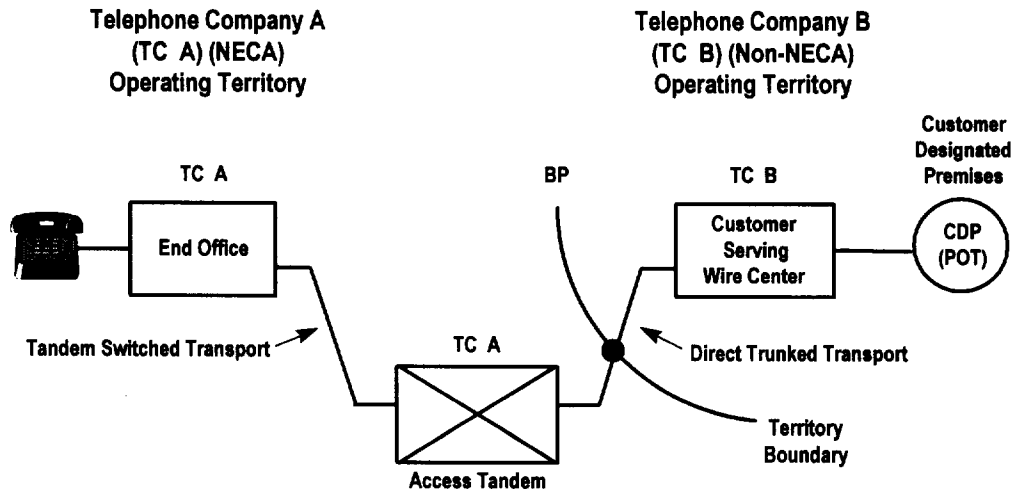 Telephone Company A
(TC A) (NECA)
Operating Territory
Telephone Company B
(TC B) (Non-NECA)
Operating Territory
Customer
Designated
Premises
TC A
BP
TC B
End Office
Customer
Serving
Wire Center
CDP
(POT)
Tandem Switched Transport
TC A
Direct Trunked Transport
Territory
Boundary
Access Tandem